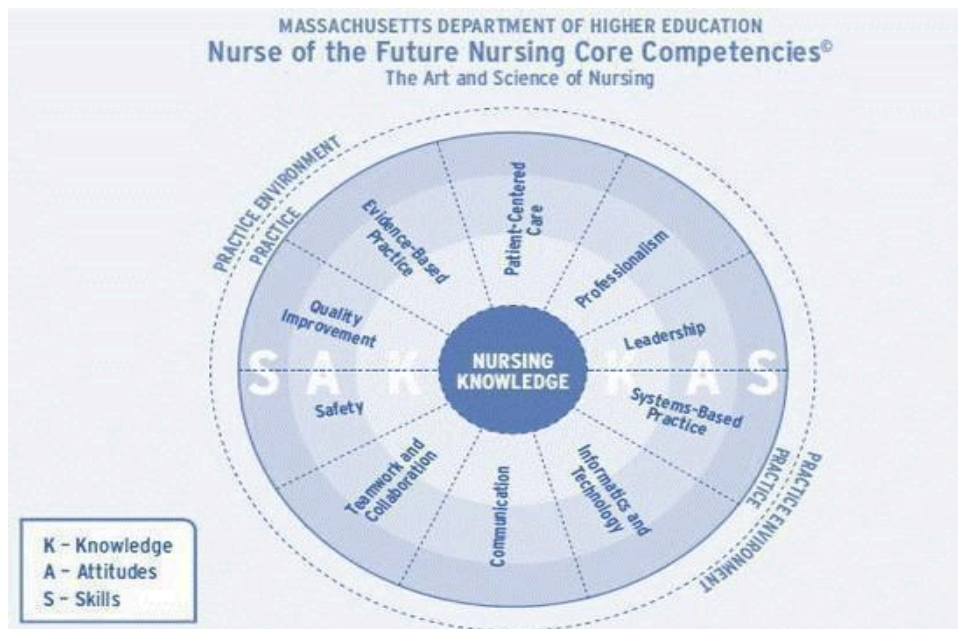 MASSACHUSETTS DEPARTMENT OF HIGHER EDUCATION
Nurse of the Future Nursing Core Competencies©
The Art and Science of Nursing
PRACTICE ENVIRONMENT
PRACTICE
Patient-Centered
Care
Professionalism
Leadership
Systems-Based
Practice
Informatics and
Technology
Communication
Teamwork and
Collaboration
Safety
Quality
Improvement
Evidence-Based
Practice
S A K
NURSING
KNOWLEDGE
K A S
PRACTICE
PRACTICE ENVIRONMENT
K – Knowledge
A – Attitudes
S – Skills